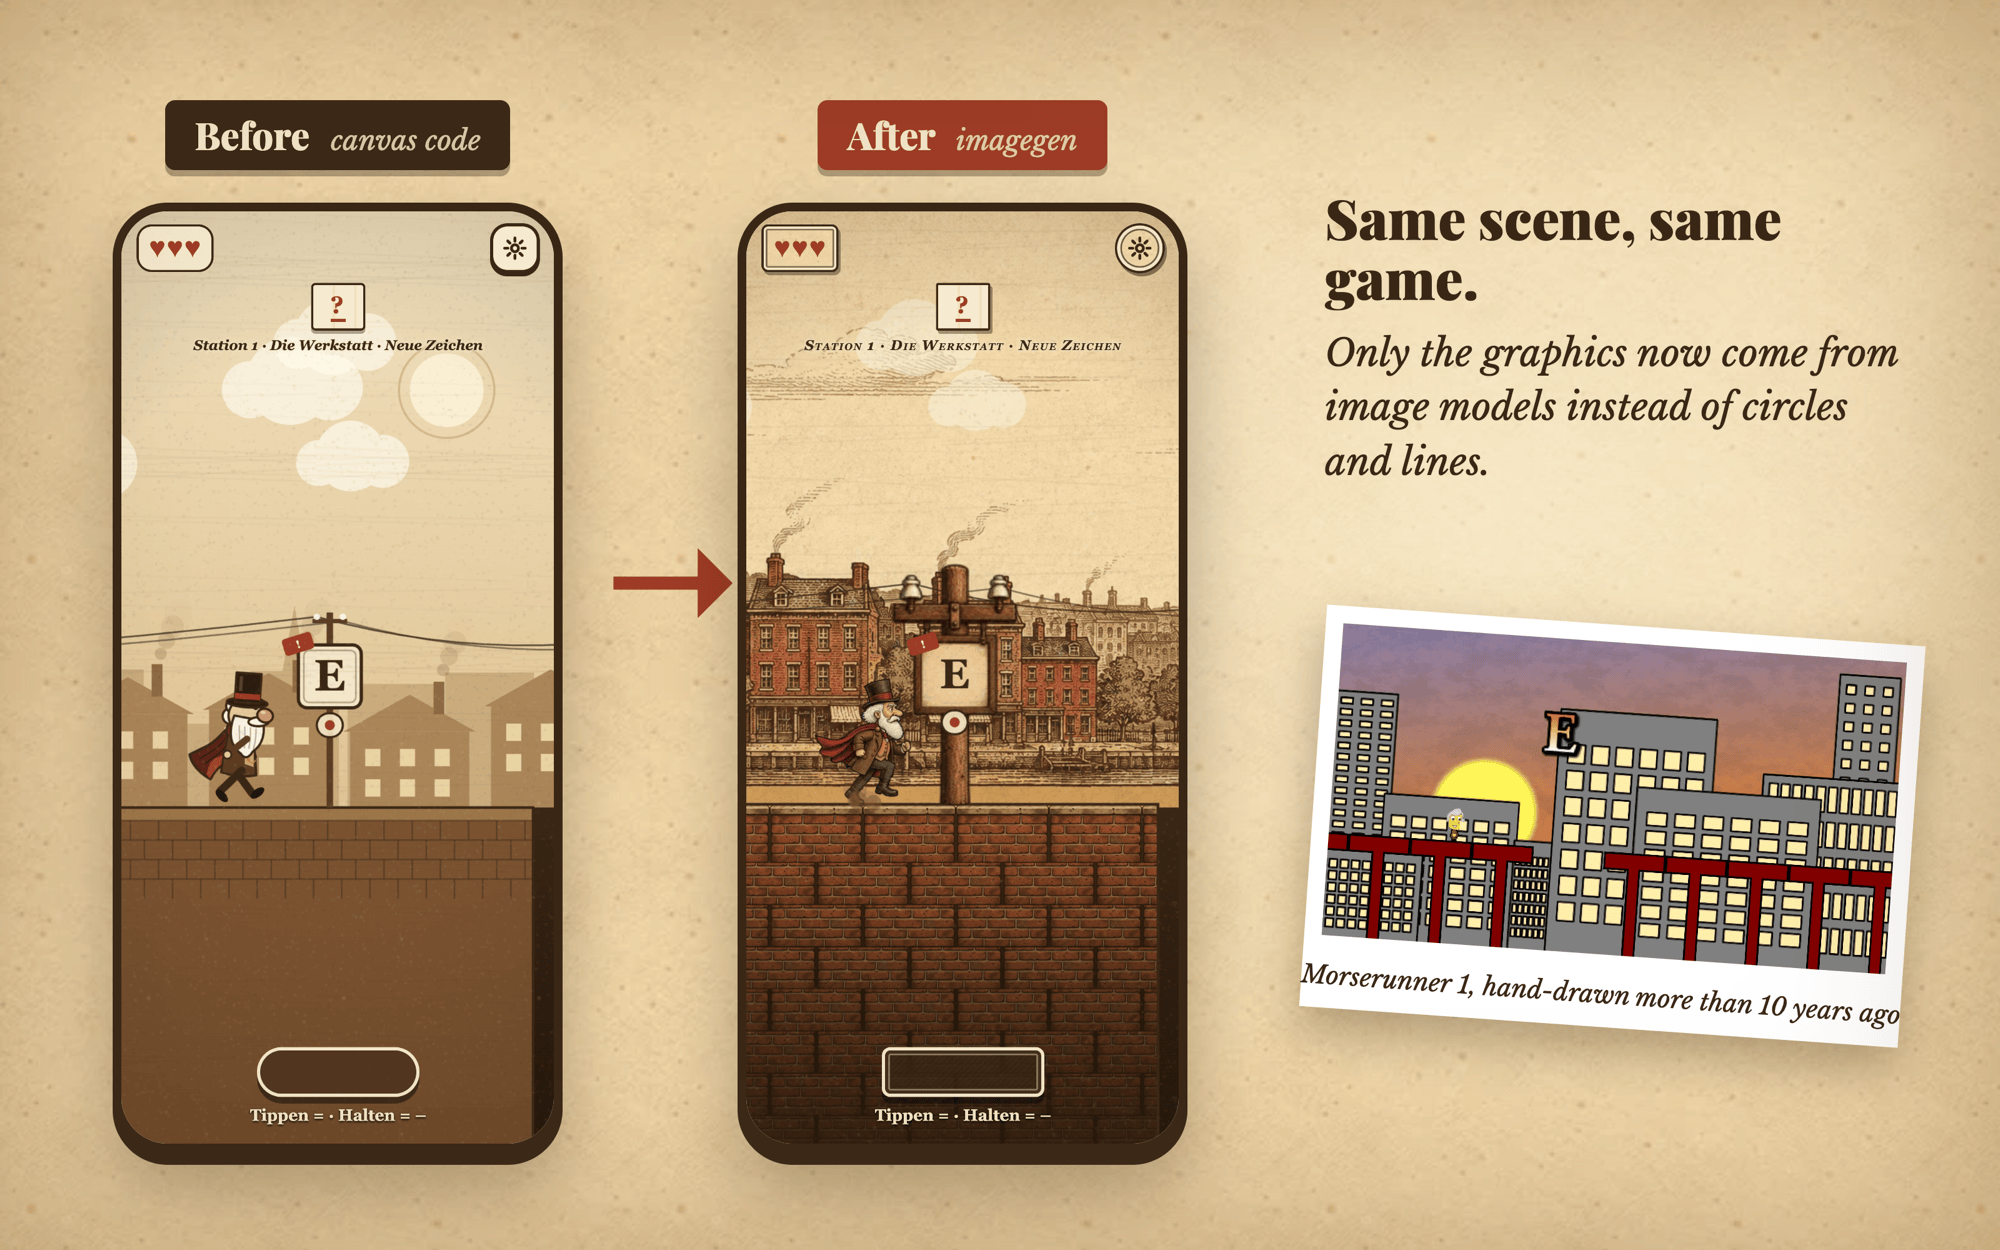 Before canvas code
♥♥♥
?
Station 1 · Die Werkstatt · Neue Zeichen
!
E
Tippen = · Halten = –
After imagegen
♥♥♥
?
Station 1 · Die Werkstatt · Neue Zeichen
!
E
Tippen = · Halten = –
Same scene, same
game.
Only the graphics now come from
image models instead of circles
and lines.
E
Morserunner 1, hand-drawn more than 10 years ago